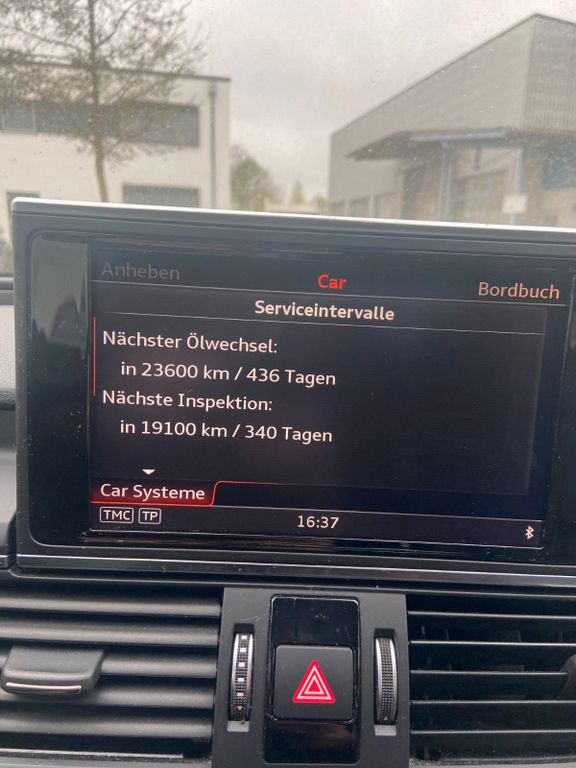 Anheben
Car
Bordbuch
Serviceintervalle
Nächster Ölwechsel:
in 23600 km / 436 Tagen
Nächste Inspektion:
in 19100 km / 340 Tagen
Car Systeme
TMC TP
16:37